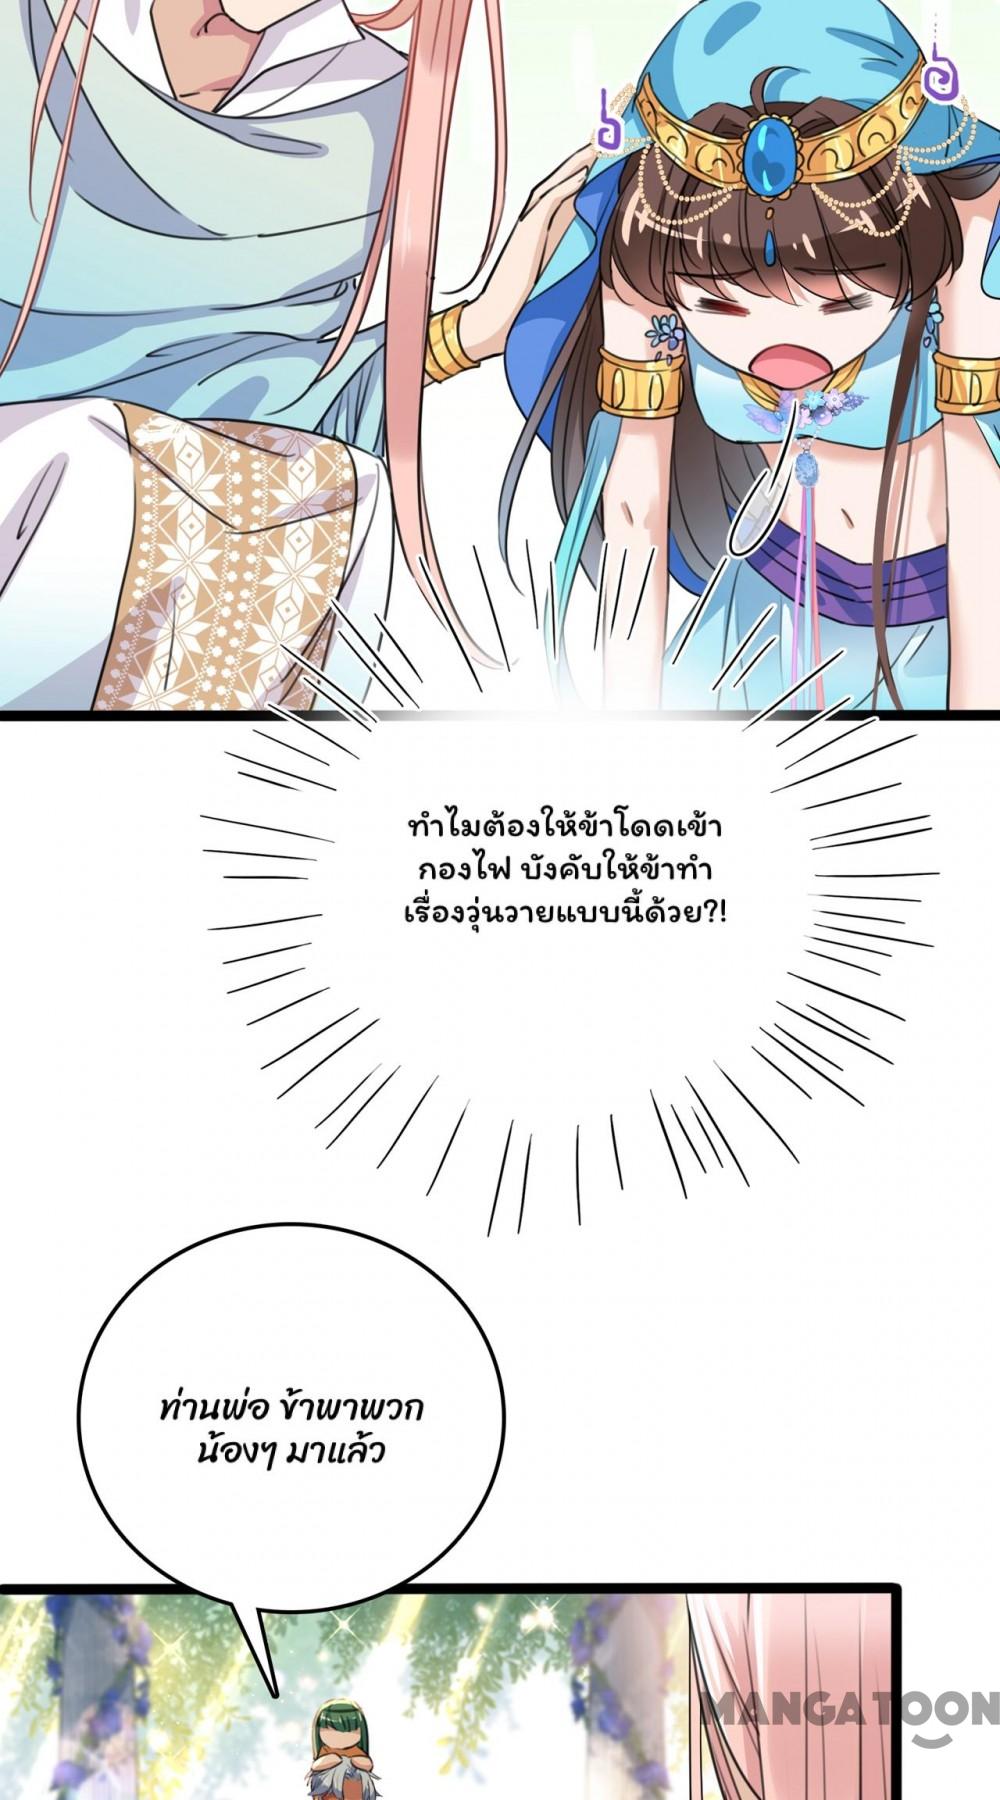 ทำไมต้องให้ข้าโดดเข้า
กองไฟ บังคับให้ข้าทำ
เรื่องวุ่นวายแบบนี้ด้วย?!
ท่านพ่อ ข้าพาพวก
น้องๆ มาแล้ว
MANGATOON